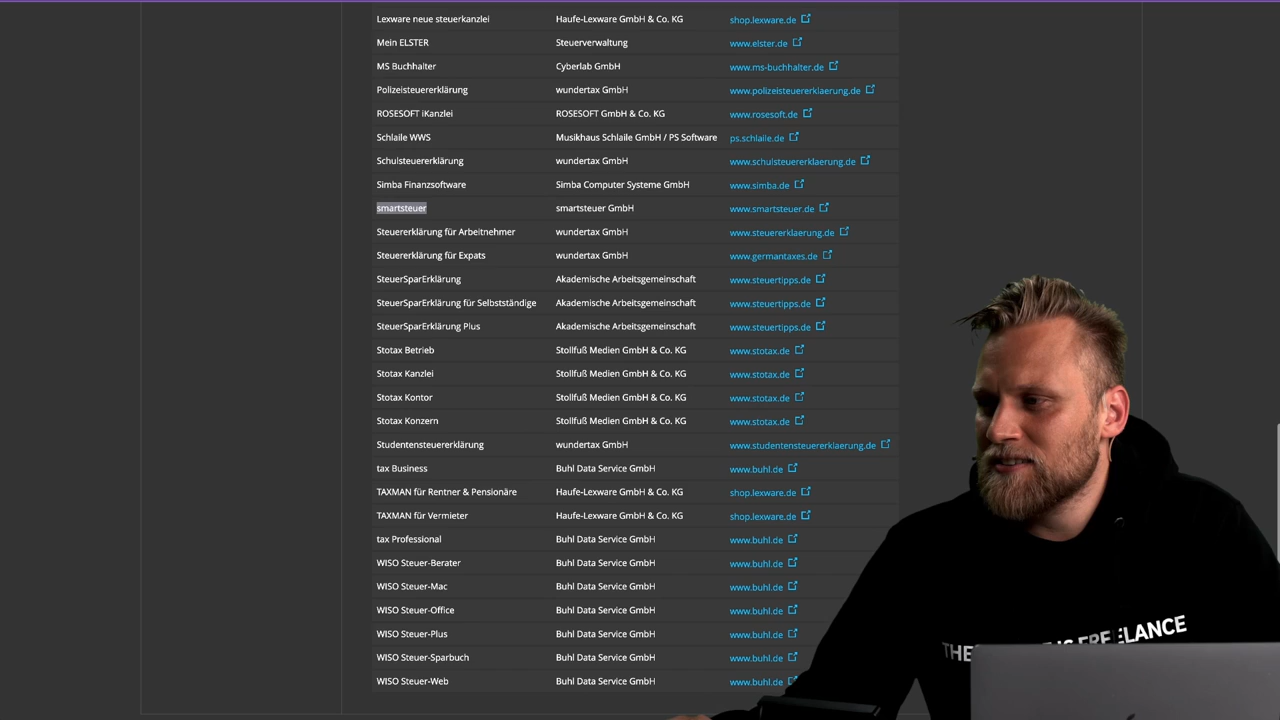 Lexware neue steuerkanzlei Haufe-Lexware GmbH & Co. KG shop.lexware.de
Mein ELSTER Steuerverwaltung www.elster.de
MS Buchhalter Cyberlab GmbH www.ms-buchhalter.de
Polizeisteuererklärung wundertax GmbH www.polizeisteuererklaerung.de
ROSESOFT iKanzlei ROSESOFT GmbH & Co. KG www.rosesoft.de
Schlaile WWS Musikhaus Schlaile GmbH / PS Software ps.schlaile.de
Schulsteuererklärung wundertax GmbH www.schulsteuererklaerung.de
Simba Finanzsoftware Simba Computer Systeme GmbH www.simba.de
smartsteuer smartsteuer GmbH www.smartsteuer.de
Steuererklärung für Arbeitnehmer wundertax GmbH www.steuererklaerung.de
Steuererklärung für Expats wundertax GmbH www.germantaxes.de
SteuerSparErklärung Akademische Arbeitsgemeinschaft www.steuertipps.de
SteuerSparErklärung für Selbstständige Akademische Arbeitsgemeinschaft www.steuertipps.de
SteuerSparErklärung Plus Akademische Arbeitsgemeinschaft www.steuertipps.de
Stotax Betrieb Stollfuß Medien GmbH & Co. KG www.stotax.de
Stotax Kanzlei Stollfuß Medien GmbH & Co. KG www.stotax.de
Stotax Kontor Stollfuß Medien GmbH & Co. KG www.stotax.de
Stotax Konzern Stollfuß Medien GmbH & Co. KG www.stotax.de
Studentensteuererklärung wundertax GmbH www.studentensteuererklaerung.de
tax Business Buhl Data Service GmbH www.buhl.de
TAXMAN für Rentner & Pensionäre Haufe-Lexware GmbH & Co. KG shop.lexware.de
TAXMAN für Vermieter Haufe-Lexware GmbH & Co. KG shop.lexware.de
tax Professional Buhl Data Service GmbH www.buhl.de
WISO Steuer-Berater Buhl Data Service GmbH www.buhl.de
WISO Steuer-Mac Buhl Data Service GmbH www.buhl.de
WISO Steuer-Office Buhl Data Service GmbH www.buhl.de
WISO Steuer-Plus Buhl Data Service GmbH www.buhl.de
WISO Steuer-Sparbuch Buhl Data Service GmbH www.buhl.de
WISO Steuer-Web Buhl Data Service GmbH www.buhl.de
THE IS FREELANCE